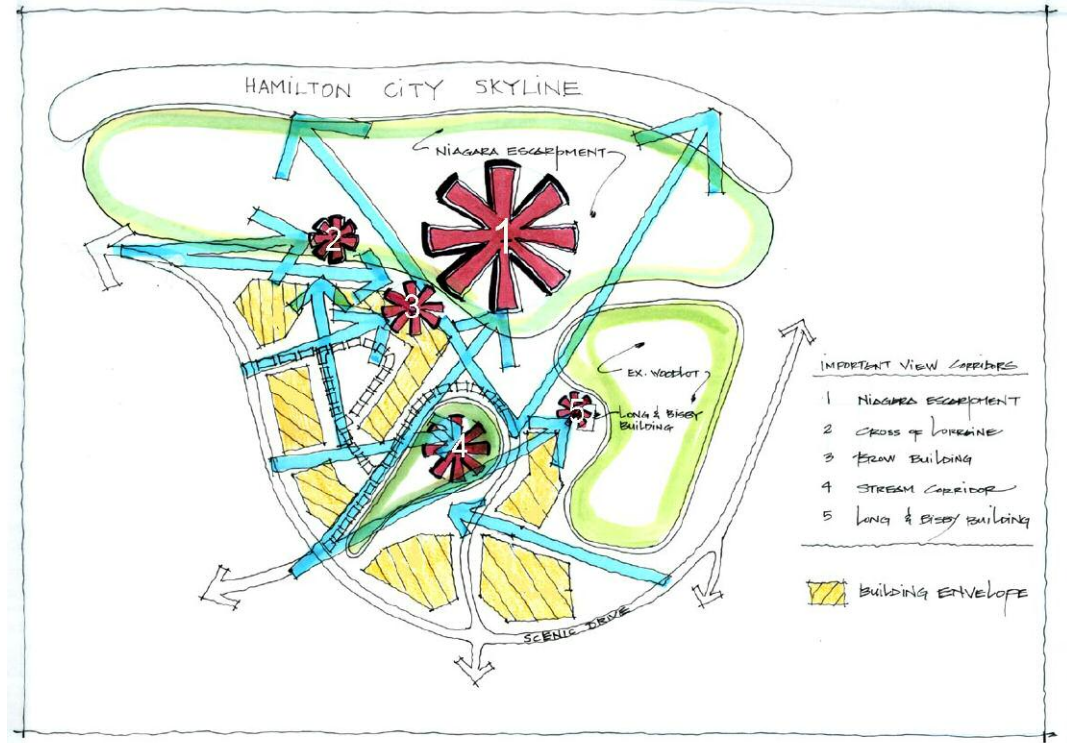 HAMILTON CITY SKYLINE
NIAGARA ESCARPMENT
1
2
3
EX. WOODLOT
5
LONG & BISBY
BUILDING
4
SCENIC DRIVE
IMPORTANT VIEW CORRIDORS
1 NIAGARA ESCARPMENT
2 CROSS OF LORRAINE
3 BROW BUILDING
4 STREAM CORRIDOR
5 LONG & BISBY BUILDING
BUILDING ENVELOPE